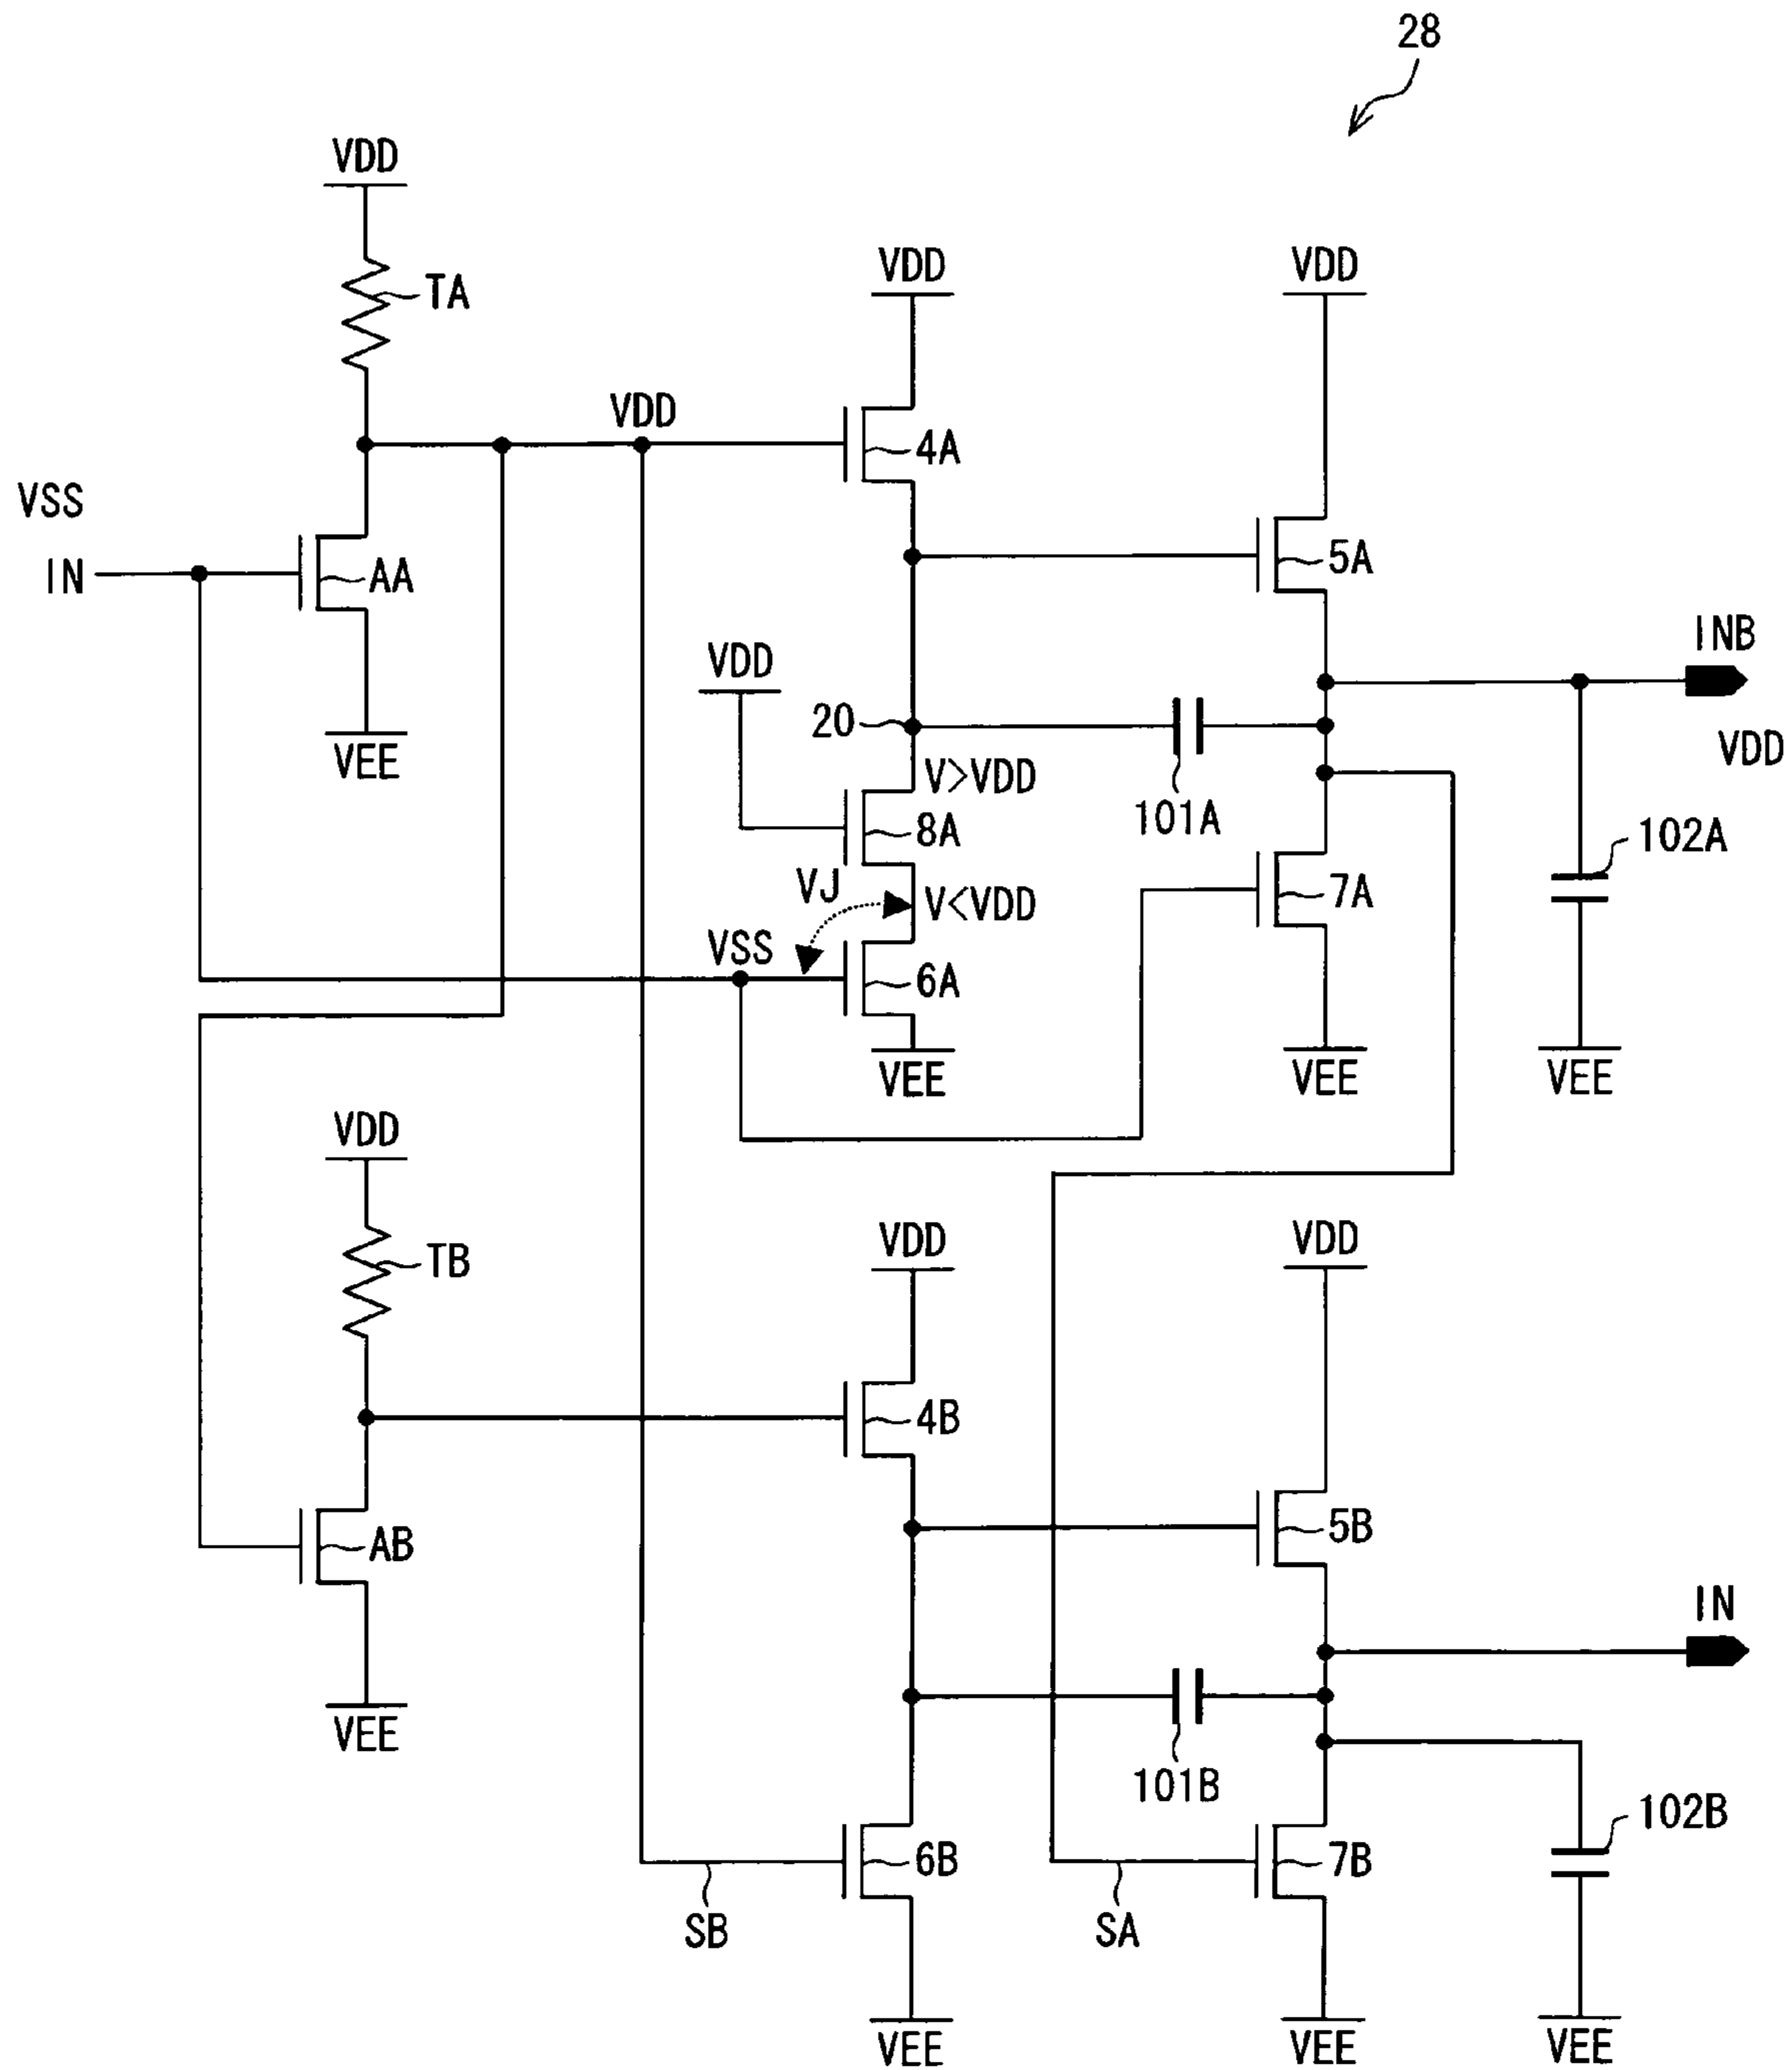 28
VDD
TA
VDD
VDD
VDD
4A
VSS
IN
AA
5A
INB
VDD
VDD
20
VEE
V>VDD
101A
8A
102A
VJ
V<VDD
7A
VSS
6A
VEE
VEE
VEE
VDD
TB
VDD
VDD
4B
AB
5B
IN
VEE
101B
102B
6B
7B
SB
SA
VEE
VEE
VEE